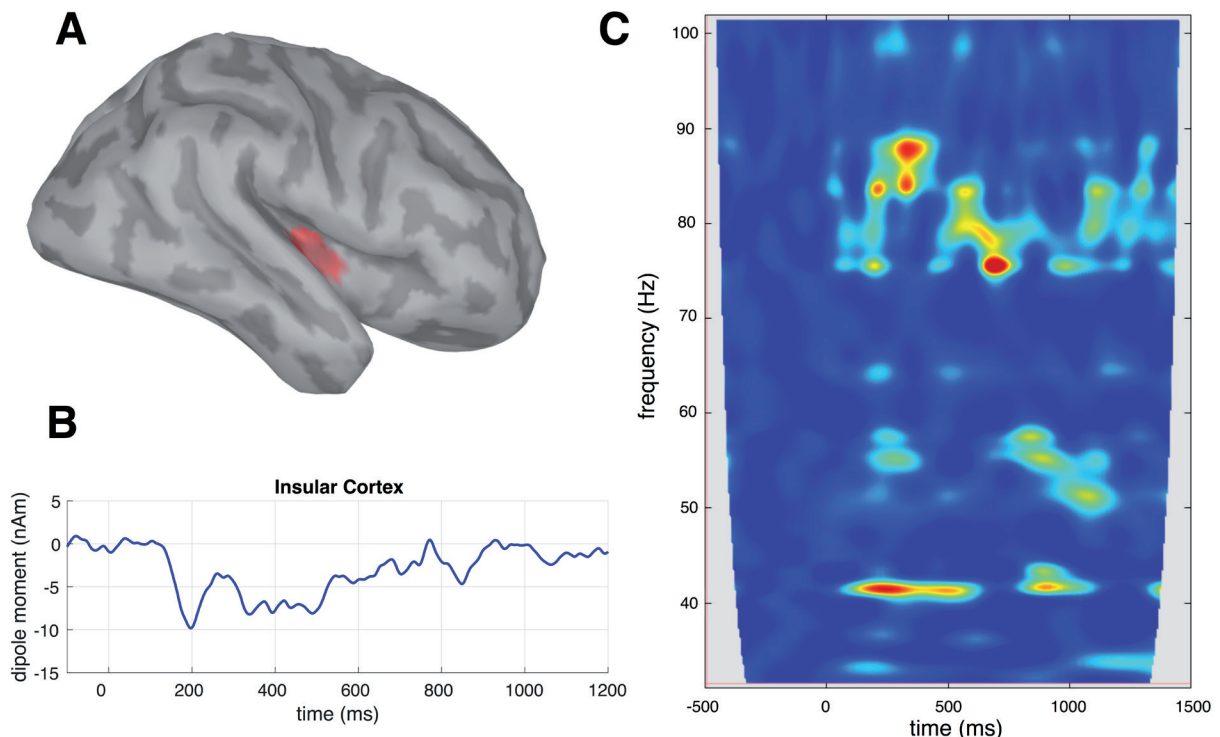 A
B
Insular Cortex
dipole moment (nAm)
5
0
-5
-10
-15
0 200 400 600 800 1000 1200
time (ms)
C
frequency (Hz)
100
90
80
70
60
50
40
-500 0 500 1000 1500
time (ms)